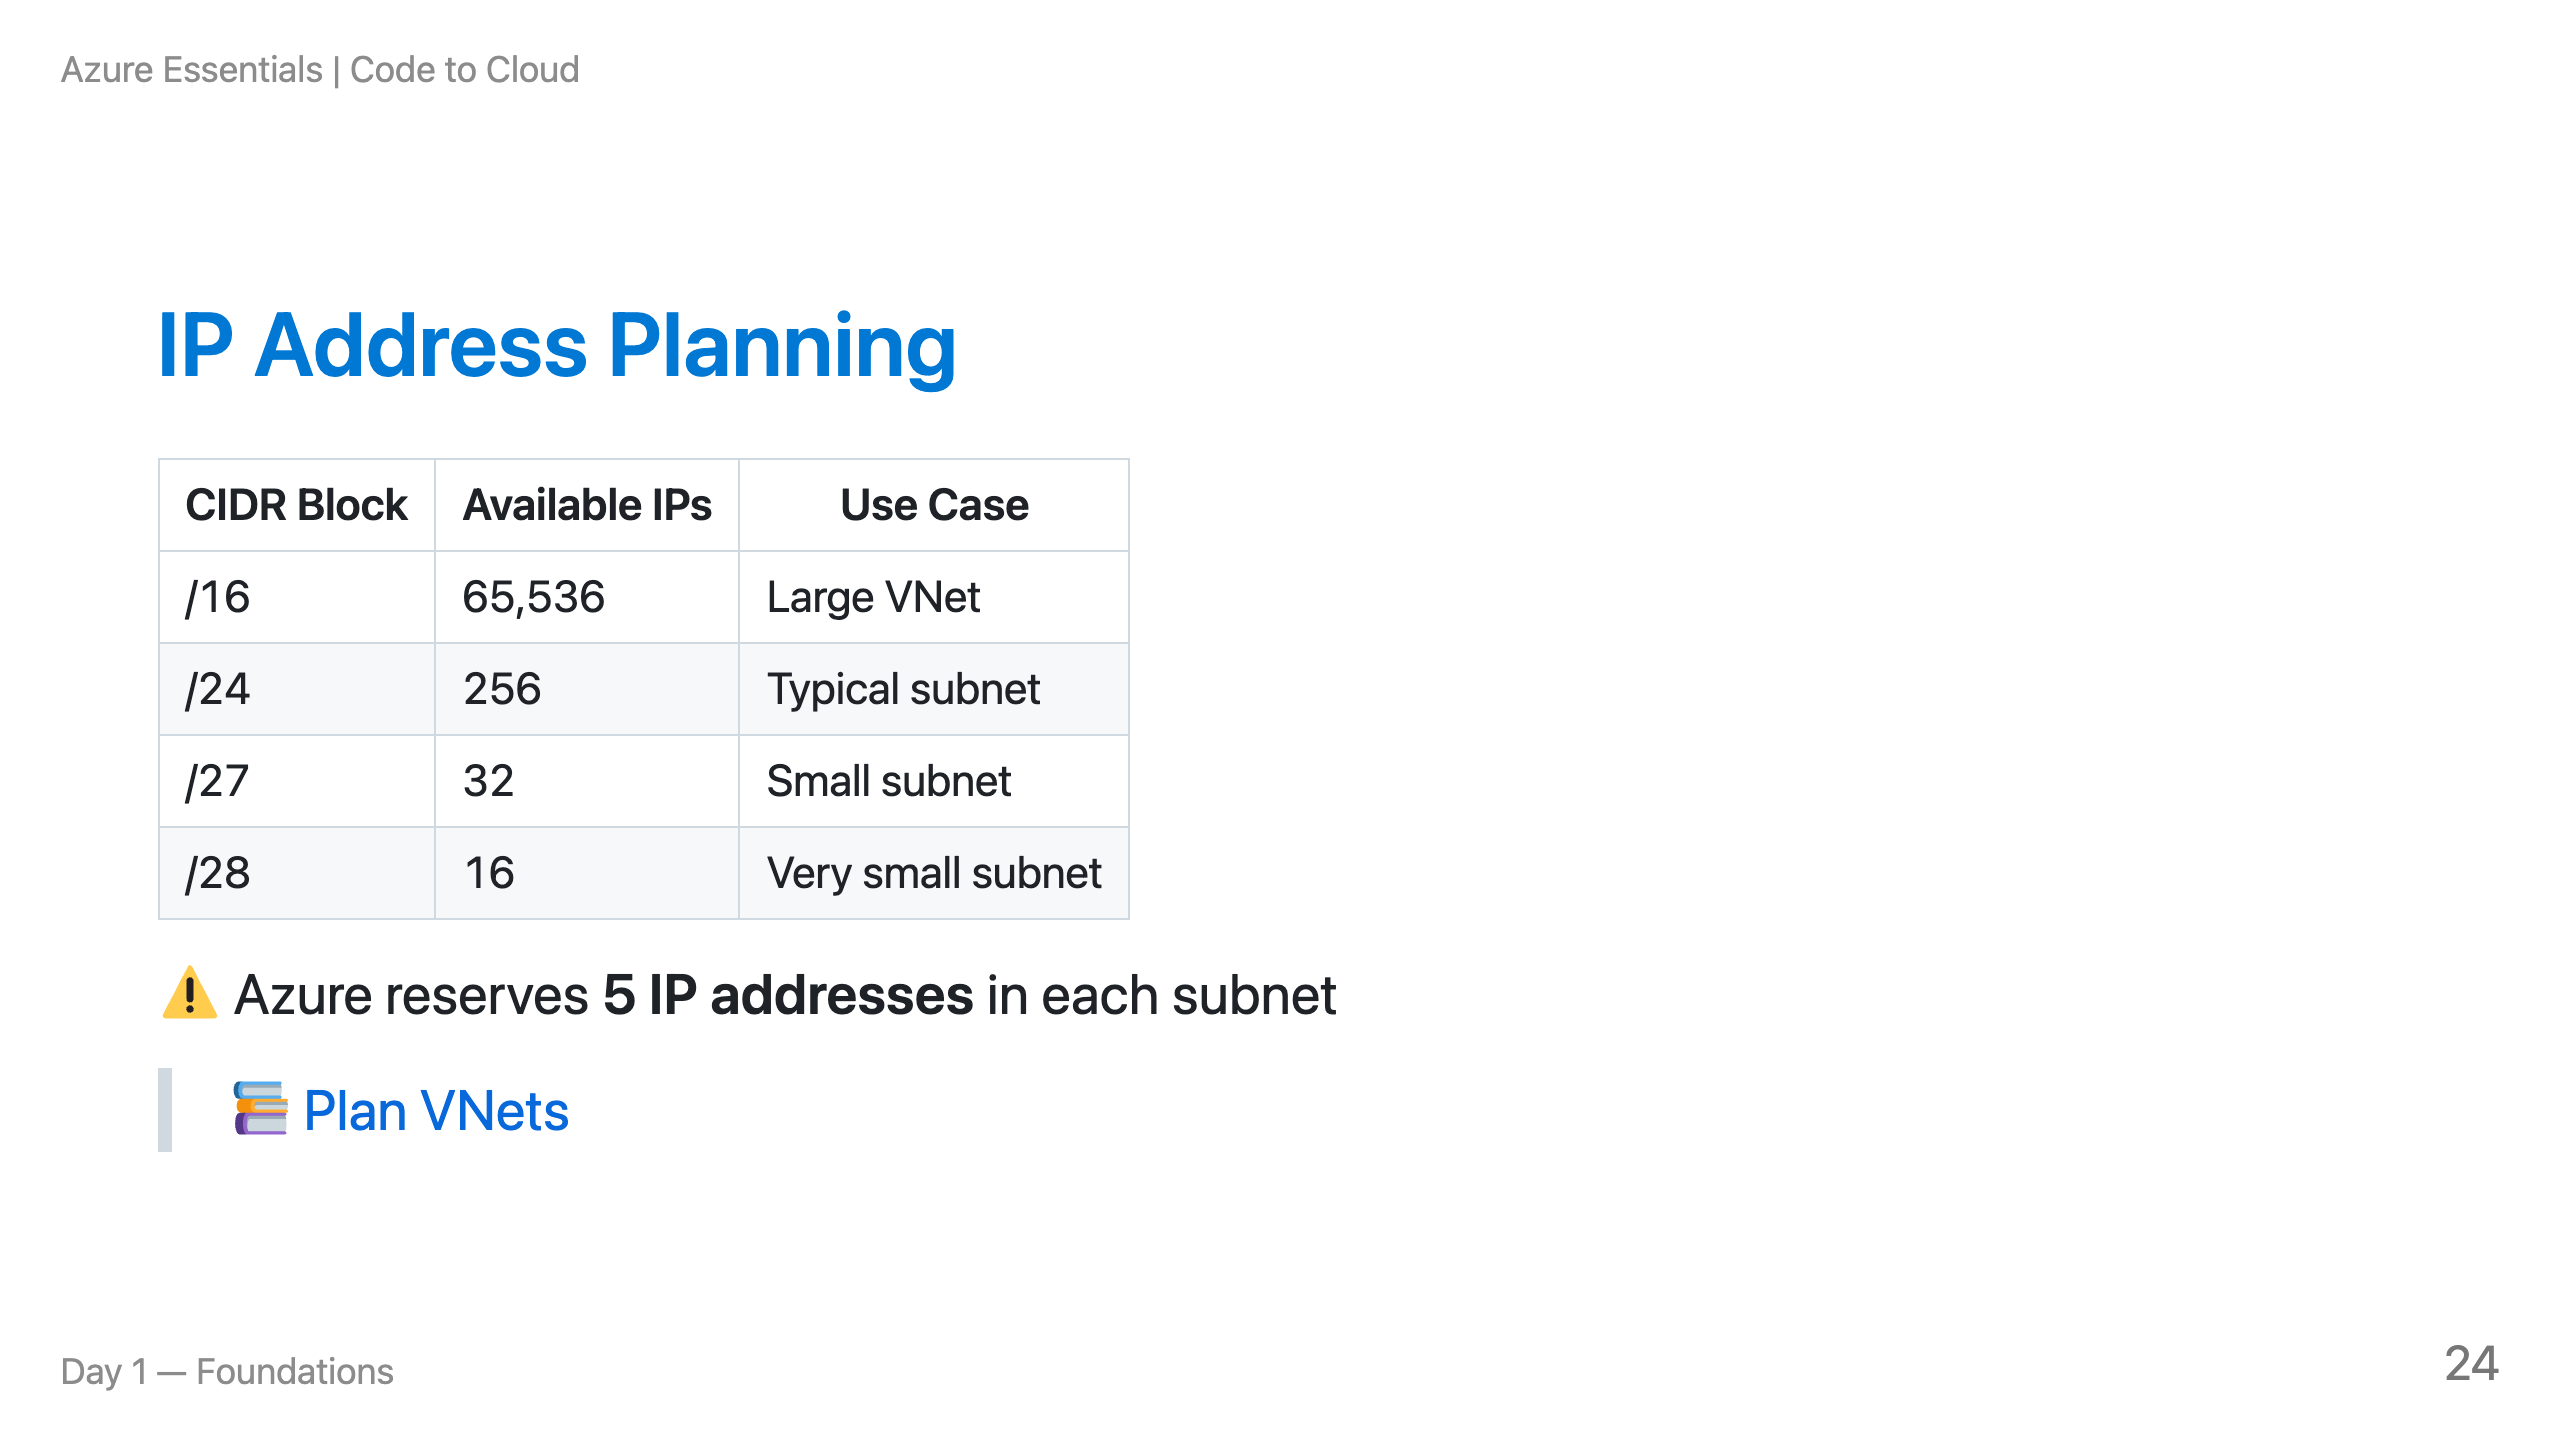 Azure Essentials | Code to Cloud
IP Address Planning
CIDR Block Available IPs Use Case
/16 65,536 Large VNet
/24 256 Typical subnet
/27 32 Small subnet
/28 16 Very small subnet
⚠️ Azure reserves 5 IP addresses in each subnet
📚 Plan VNets
Day 1 — Foundations
24